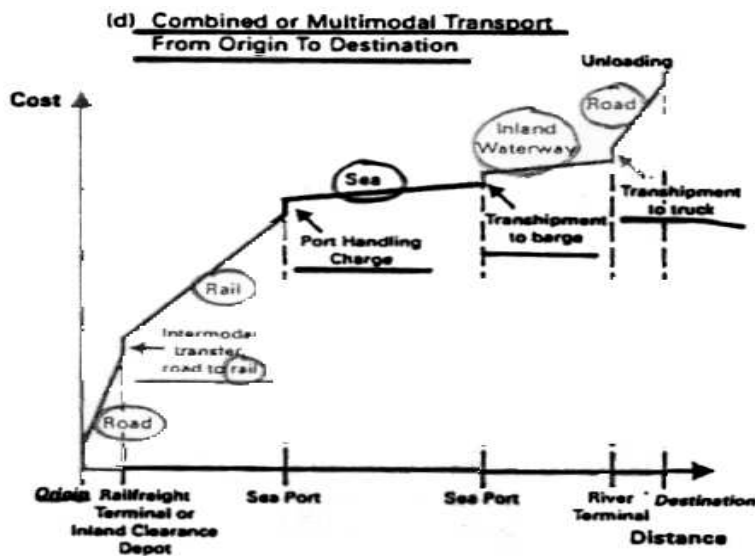 (d) Combined or Multimodal Transport
From Origin To Destination
Unloading
Cost
Road
Inland
Waterway
Sea
Transhipment
to truck
Transhipment
to barge
Port Handling
Charge
Rail
Intermodal
transfer,
road to rail
Road
Origin
Railfreight
Terminal or
Inland Clearance
Depot
Sea Port
Sea Port
River
Terminal
Destination
Distance